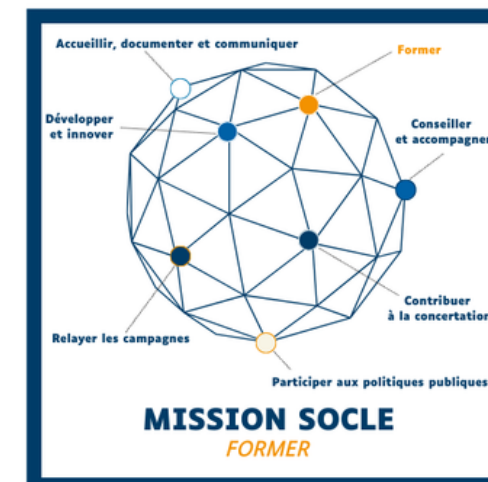 Accueillir, documenter et communiquer
Former
Développer
et innover
Conseiller
et accompagner
Contribuer
à la concertation
Relayer les campagnes
Participer aux politiques publiques
MISSION SOCLE
FORMER